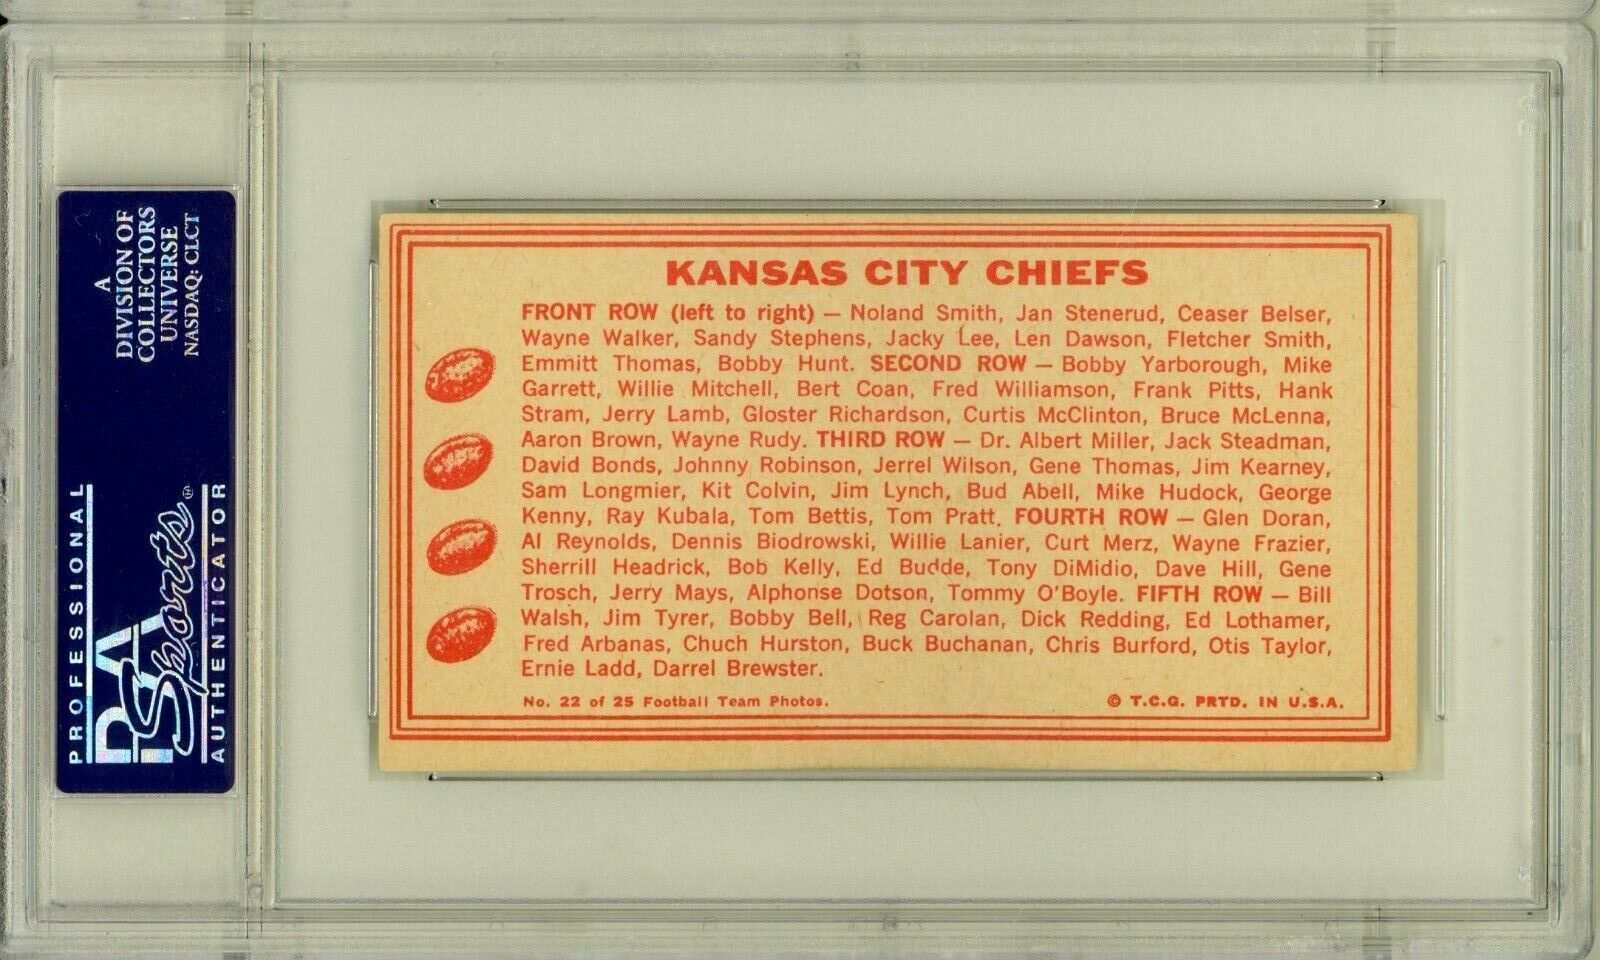 A
DIVISION OF
COLLECTORS
UNIVERSE
NASDAQ: CLCT
PROFESSIONAL
PSA
Sports®
AUTHENTICATOR
KANSAS CITY CHIEFS
FRONT ROW (left to right) — Noland Smith, Jan Stenerud, Ceaser Belser,
Wayne Walker, Sandy Stephens, Jacky Lee, Len Dawson, Fletcher Smith,
Emmitt Thomas, Bobby Hunt. SECOND ROW — Bobby Yarborough, Mike
Garrett, Willie Mitchell, Bert Coan, Fred Williamson, Frank Pitts, Hank
Stram, Jerry Lamb, Gloster Richardson, Curtis McClinton, Bruce McLenna,
Aaron Brown, Wayne Rudy. THIRD ROW — Dr. Albert Miller, Jack Steadman,
David Bonds, Johnny Robinson, Jerrel Wilson, Gene Thomas, Jim Kearney,
Sam Longmier, Kit Colvin, Jim Lynch, Bud Abell, Mike Hudock, George
Kenny, Ray Kubala, Tom Bettis, Tom Pratt. FOURTH ROW — Glen Doran,
Al Reynolds, Dennis Biodrowski, Willie Lanier, Curt Merz, Wayne Frazier,
Sherrill Headrick, Bob Kelly, Ed Budde, Tony DiMidio, Dave Hill, Gene
Trosch, Jerry Mays, Alphonse Dotson, Tommy O'Boyle. FIFTH ROW — Bill
Walsh, Jim Tyrer, Bobby Bell, Reg Carolan, Dick Redding, Ed Lothamer,
Fred Arbanas, Chuch Hurston, Buck Buchanan, Chris Burford, Otis Taylor,
Ernie Ladd, Darrel Brewster.
No. 22 of 25 Football Team Photos.
© T.C.G. PRTD. IN U.S.A.